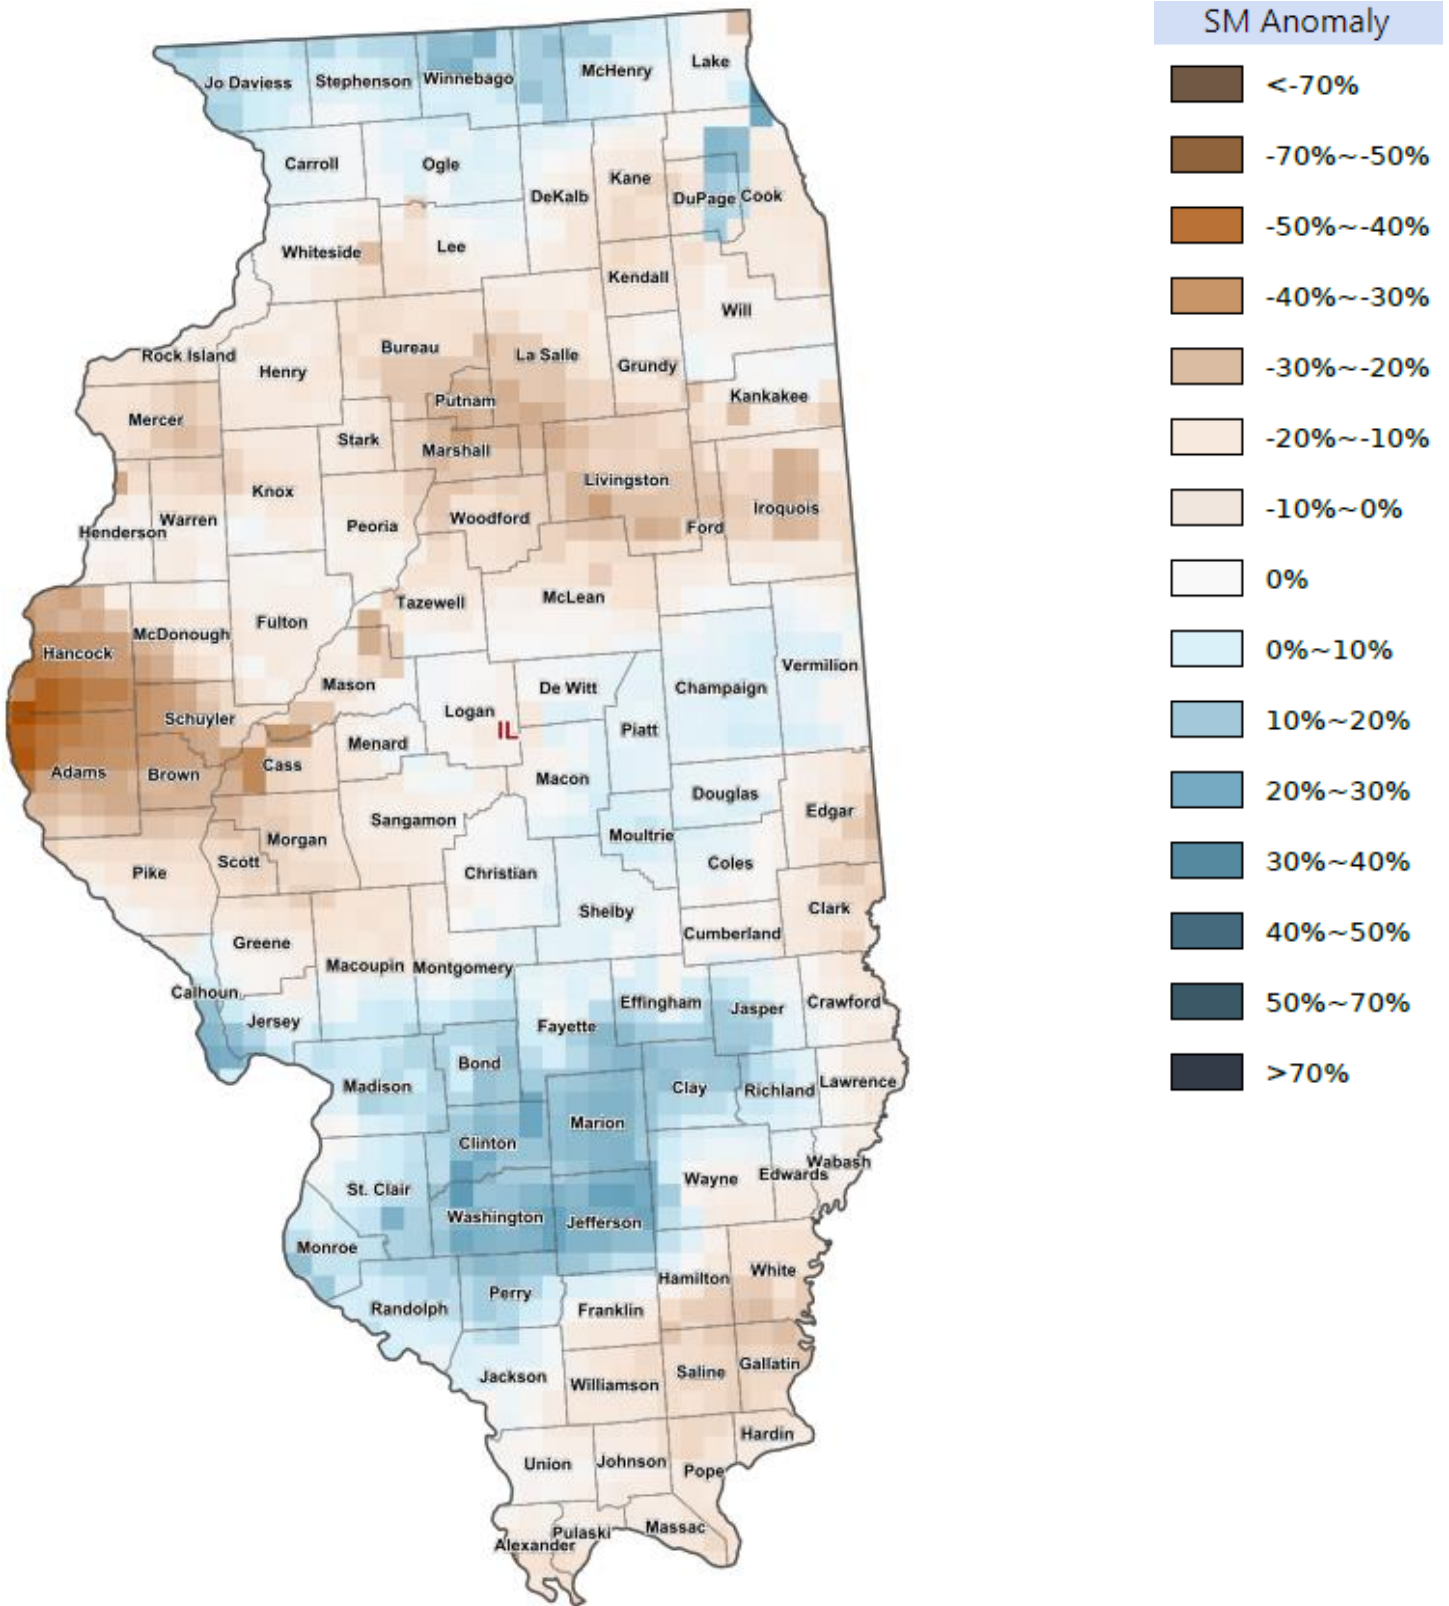 SM Anomaly
<-70%
-70%~-50%
-50%~-40%
-40%~-30%
-30%~-20%
-20%~-10%
-10%~0%
0%
0%~10%
10%~20%
20%~30%
30%~40%
40%~50%
50%~70%
>70%
Jo Daviess
Stephenson
Winnebago
McHenry
Lake
Carroll
Ogle
DeKalb
Kane
DuPage
Cook
Whiteside
Lee
Kendall
Will
Rock Island
Henry
Bureau
La Salle
Grundy
Kankakee
Mercer
Putnam
Stark
Marshall
Knox
Livingston
Iroquois
Henderson
Warren
Peoria
Woodford
Ford
Hancock
McDonough
Fulton
Tazewell
McLean
Vermilion
Schuyler
Mason
Logan
IL
De Witt
Champaign
Piatt
Adams
Brown
Cass
Menard
Macon
Douglas
Edgar
Pike
Scott
Morgan
Sangamon
Christian
Moultrie
Coles
Shelby
Clark
Cumberland
Greene
Macoupin
Montgomery
Calhoun
Jersey
Fayette
Effingham
Jasper
Crawford
Madison
Bond
Clay
Richland
Lawrence
Clinton
Marion
Wayne
Edwards
Wabash
St. Clair
Washington
Jefferson
Monroe
Randolph
Perry
Franklin
Hamilton
White
Jackson
Williamson
Saline
Gallatin
Union
Johnson
Pope
Hardin
Alexander
Pulaski
Massac